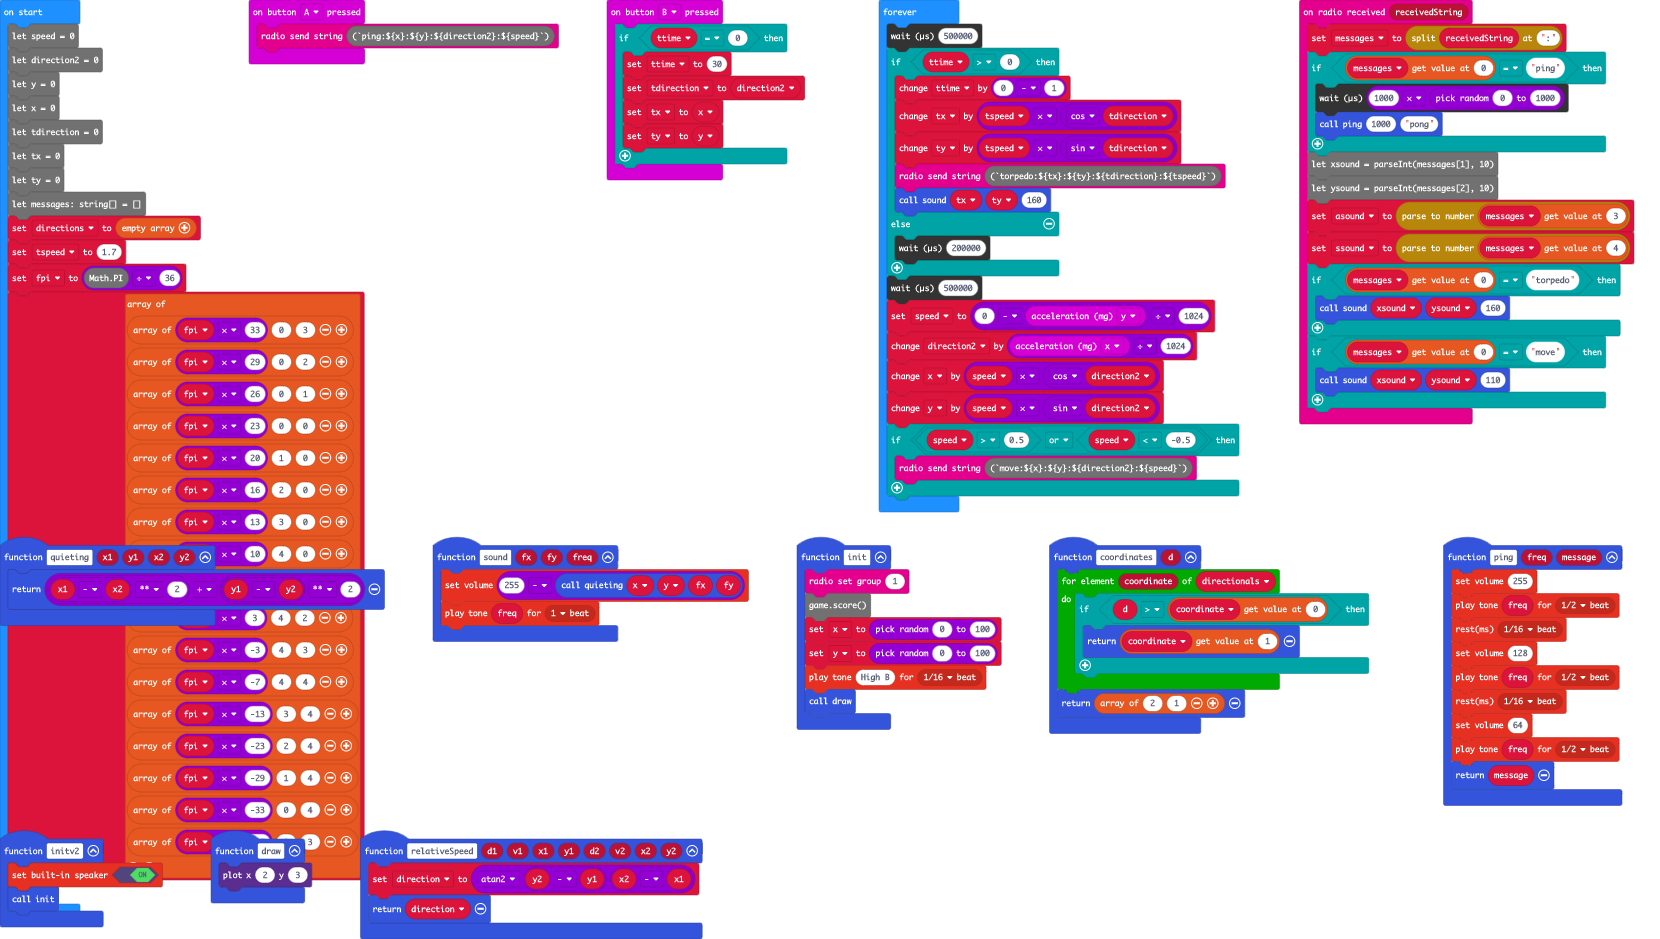 on start
let speed = 0
let direction2 = 0
let y = 0
let x = 0
let tdirection = 0
let tx = 0
let ty = 0
let messages: string[] = []
set directions to empty array
set tspeed to 1.7
set fpi to Math.PI ÷ 36
array of
array of fpi × 33 0 3
array of fpi × 29 0 2
array of fpi × 26 0 1
array of fpi × 23 0 0
array of fpi × 20 1 0
array of fpi × 16 2 0
array of fpi × 13 3 0
× 10 4 0
× 3 4 2
× -3 4 3
× -7 4 4
array of fpi × -13 3 4
array of fpi × -23 2 4
array of fpi × -29 1 4
array of fpi × -33 0 4
array of fpi 3
on button A pressed
radio send string (`ping:${x}:${y}:${direction2}:${speed}`)
on button B pressed
if ttime = 0 then
set ttime to 30
set tdirection to direction2
set tx to x
set ty to y
forever
wait (µs) 500000
if ttime > 0 then
change ttime by 0 - 1
change tx by tspeed × cos tdirection
change ty by tspeed × sin tdirection
radio send string (`torpedo:${tx}:${ty}:${tdirection}:${tspeed}`)
call sound tx ty 160
else
wait (µs) 200000
wait (µs) 500000
set speed to 0 - acceleration (mg) y ÷ 1024
change direction2 by acceleration (mg) x ÷ 1024
change x by speed × cos direction2
change y by speed × sin direction2
if speed > 0.5 or speed < -0.5 then
radio send string (`move:${x}:${y}:${direction2}:${speed}`)
on radio received receivedString
set messages to split receivedString at ":"
if messages get value at 0 = "ping" then
wait (µs) 1000 × pick random 0 to 1000
call ping 1000 "pong"
let xsound = parseInt(messages[1], 10)
let ysound = parseInt(messages[2], 10)
set asound to parse to number messages get value at 3
set ssound to parse to number messages get value at 4
if messages get value at 0 = "torpedo" then
call sound xsound ysound 160
if messages get value at 0 = "move" then
call sound xsound ysound 110
function quieting x1 y1 x2 y2
return x1 - x2 ** 2 + y1 - y2 ** 2
function sound fx fy freq
set volume 255 - call quieting x y fx fy
play tone freq for 1 beat
function init
radio set group 1
game.score()
set x to pick random 0 to 100
set y to pick random 0 to 100
play tone High B for 1/16 beat
call draw
function coordinates d
for element coordinate of directionals
do
if d > coordinate get value at 0 then
return coordinate get value at 1
return array of 2 1
function ping freq message
set volume 255
play tone freq for 1/2 beat
rest(ms) 1/16 beat
set volume 128
play tone freq for 1/2 beat
rest(ms) 1/16 beat
set volume 64
play tone freq for 1/2 beat
return message
function initv2
set built-in speaker ON
call init
function draw
plot x 2 y 3
function relativeSpeed d1 v1 x1 y1 d2 v2 x2 y2
set direction to atan2 y2 - y1 x2 - x1
return direction